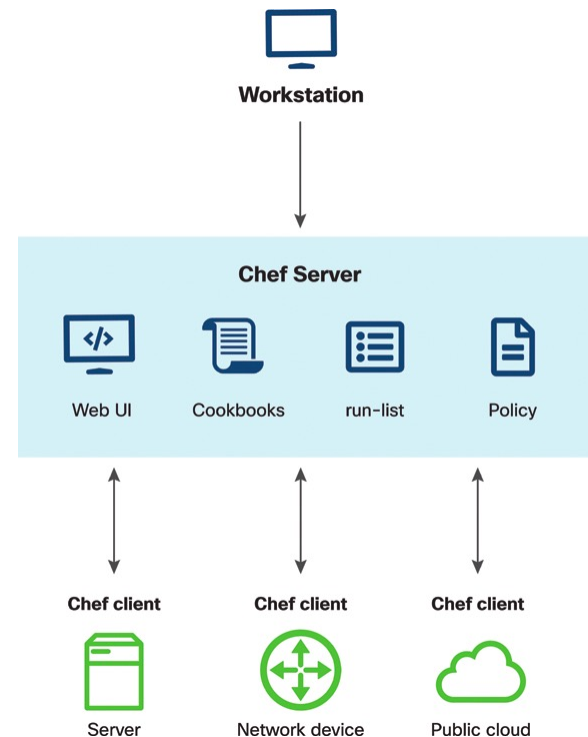 Workstation
Chef Server
</>
Web UI
Cookbooks
run-list
Policy
Chef client
Chef client
Chef client
Server
Network device
Public cloud